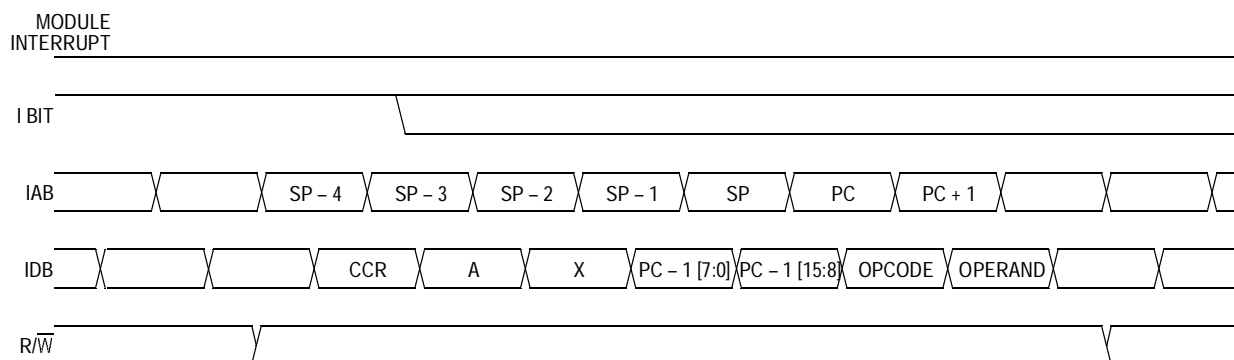 MODULE
INTERRUPT
I BIT
IAB SP – 4 SP – 3 SP – 2 SP – 1 SP PC PC + 1
IDB CCR A X PC – 1 [7:0] PC – 1 [15:8] OPCODE OPERAND
R/W̅